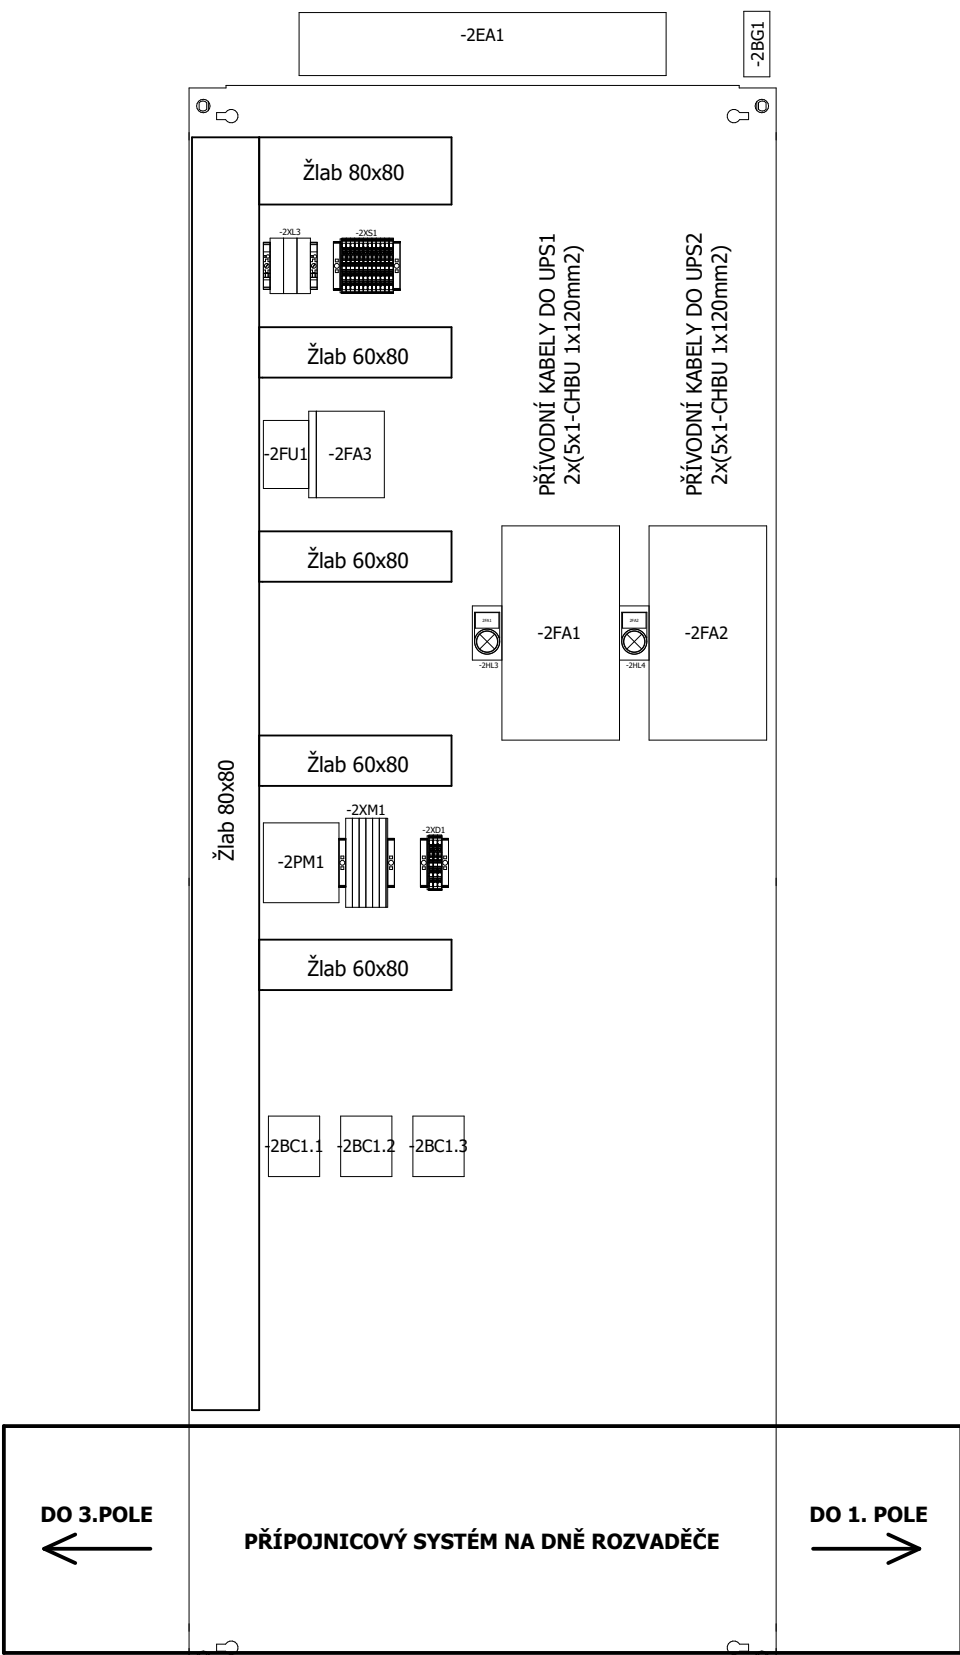 -2EA1
-2BG1
Žlab 80x80
-2XL3
-2XS1
PŘÍVODNÍ KABELY DO UPS1
2x(5x1-CHBU 1x120mm2)
PŘÍVODNÍ KABELY DO UPS2
2x(5x1-CHBU 1x120mm2)
Žlab 60x80
-2FU1
-2FA3
Žlab 60x80
2FA1
-2HL3
-2FA1
2FA2
-2HL4
-2FA2
Žlab 80x80
Žlab 60x80
-2XM1
-2PM1
-2XD1
Žlab 60x80
-2BC1.1
-2BC1.2
-2BC1.3
DO 3.POLE
PŘÍPOJNICOVÝ SYSTÉM NA DNĚ ROZVADĚČE
DO 1. POLE